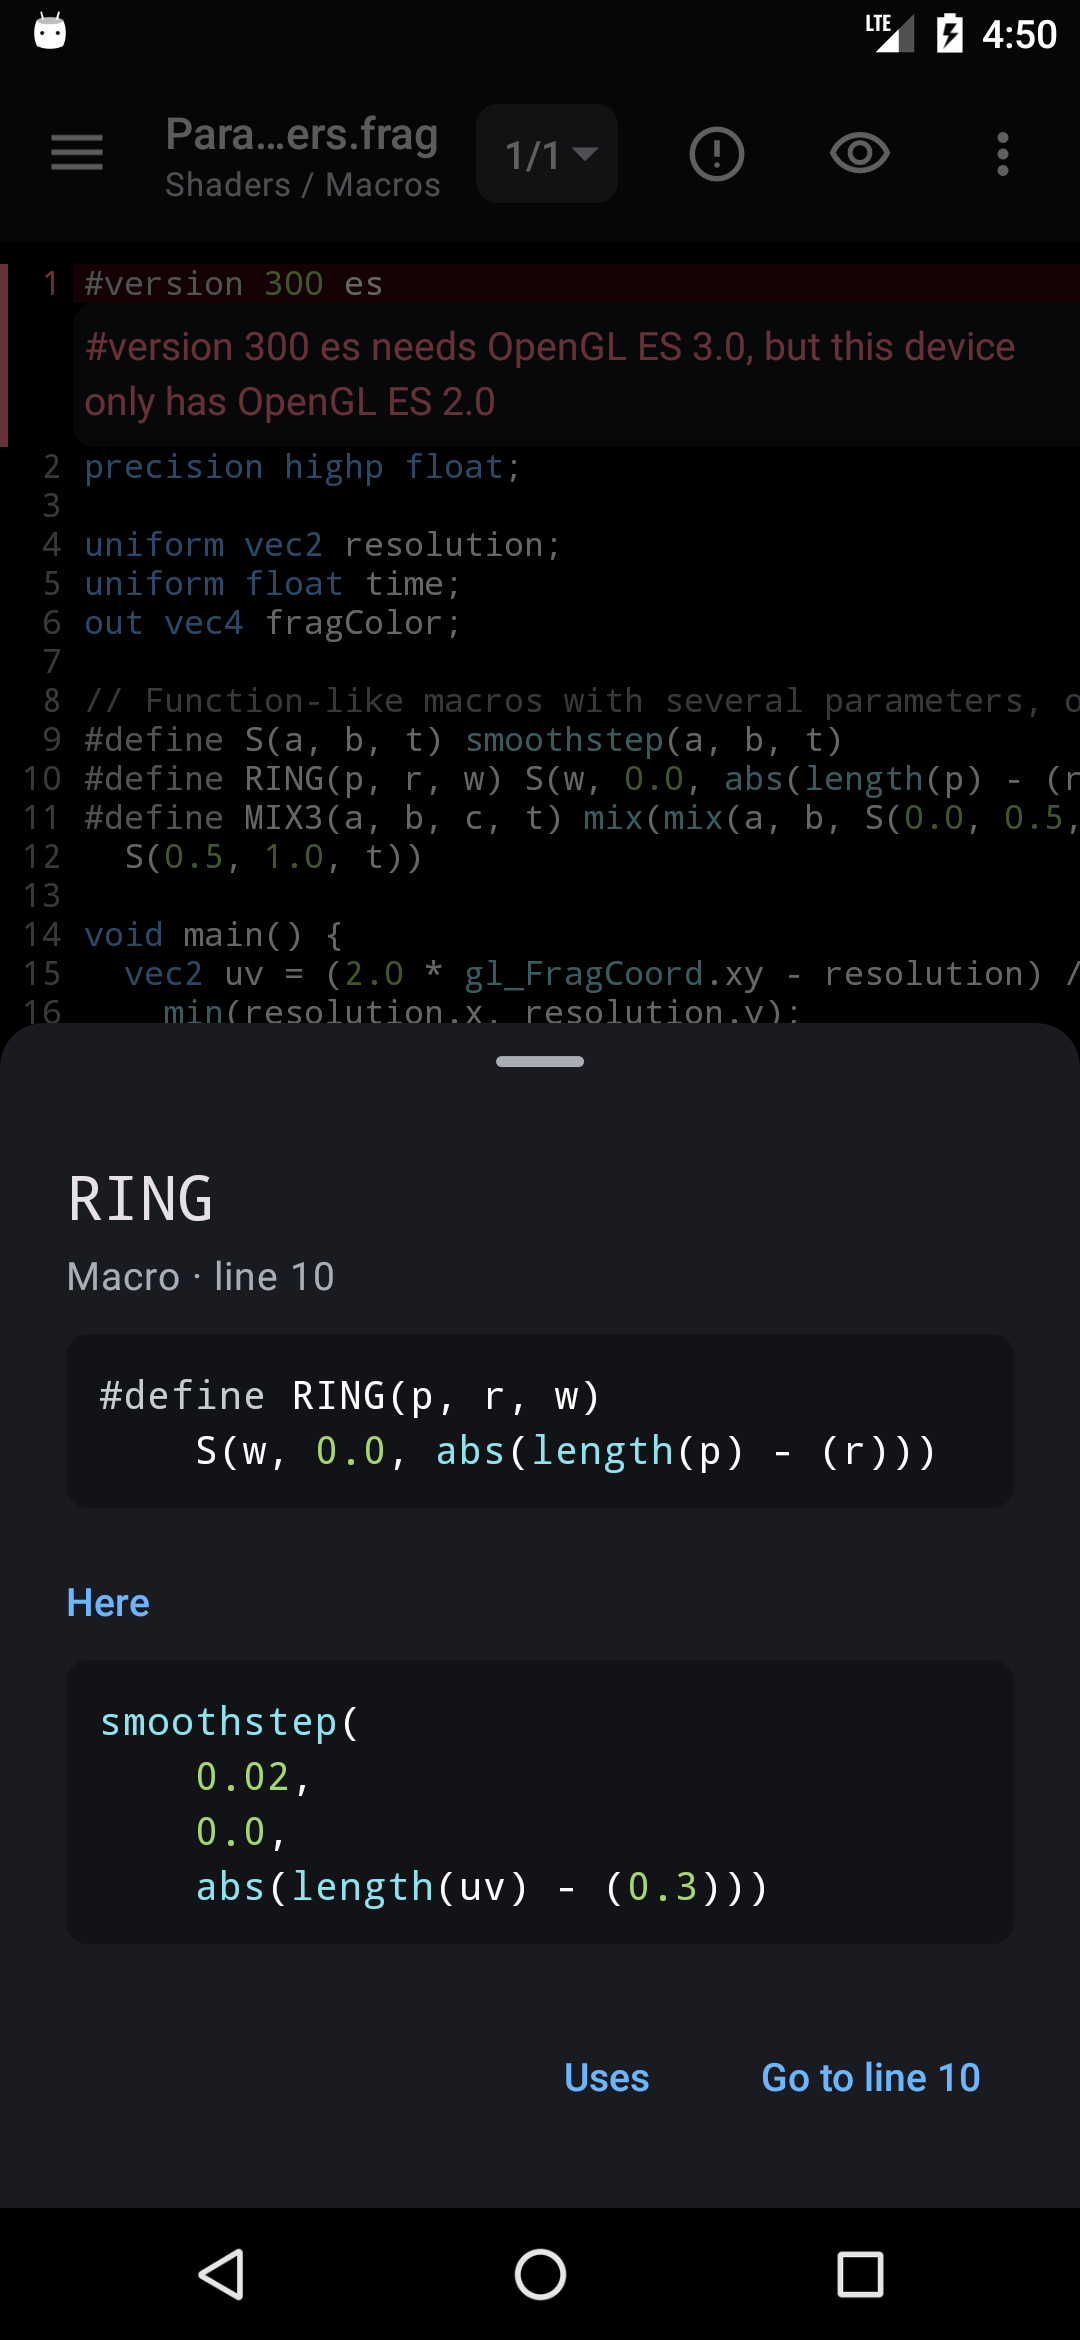 LTE 4:50
Para...ers.frag
Shaders / Macros
1/1
1 #version 300 es
#version 300 es needs OpenGL ES 3.0, but this device
only has OpenGL ES 2.0
2 precision highp float;
3
4 uniform vec2 resolution;
5 uniform float time;
6 out vec4 fragColor;
7
8 // Function-like macros with several parameters, o
9 #define S(a, b, t) smoothstep(a, b, t)
10 #define RING(p, r, w) S(w, 0.0, abs(length(p) - (r
11 #define MIX3(a, b, c, t) mix(mix(a, b, S(0.0, 0.5,
12 S(0.5, 1.0, t))
13
14 void main() {
15 vec2 uv = (2.0 * gl_FragCoord.xy - resolution) /
16 min(resolution.x, resolution.y);
RING
Macro · line 10
#define RING(p, r, w)
S(w, 0.0, abs(length(p) - (r)))
Here
smoothstep(
0.02,
0.0,
abs(length(uv) - (0.3)))
Uses
Go to line 10